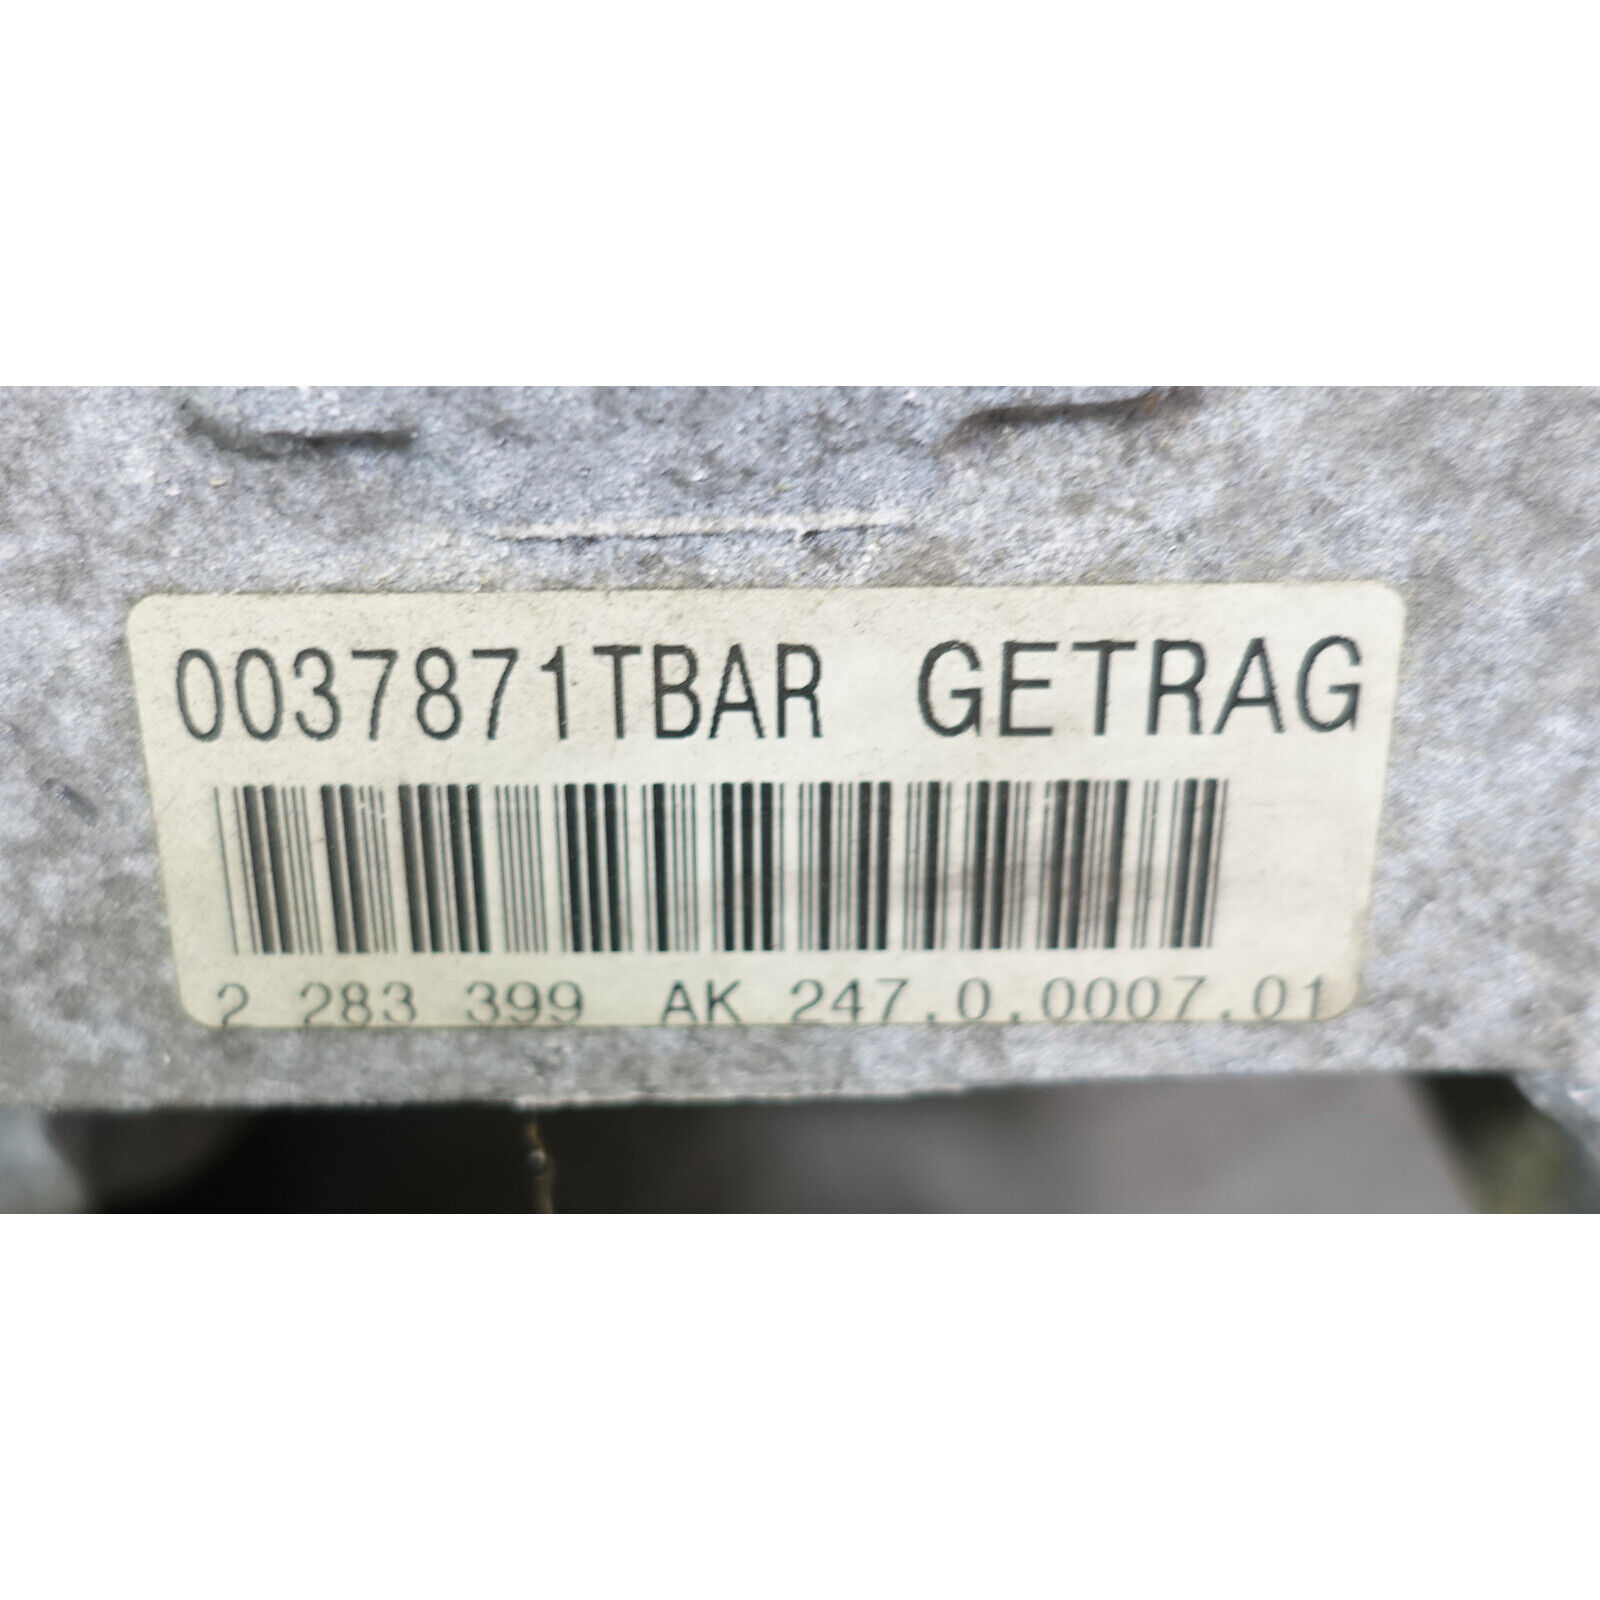 0037871TBAR GETRAG
2 283 399 AK 247.0.0007.01